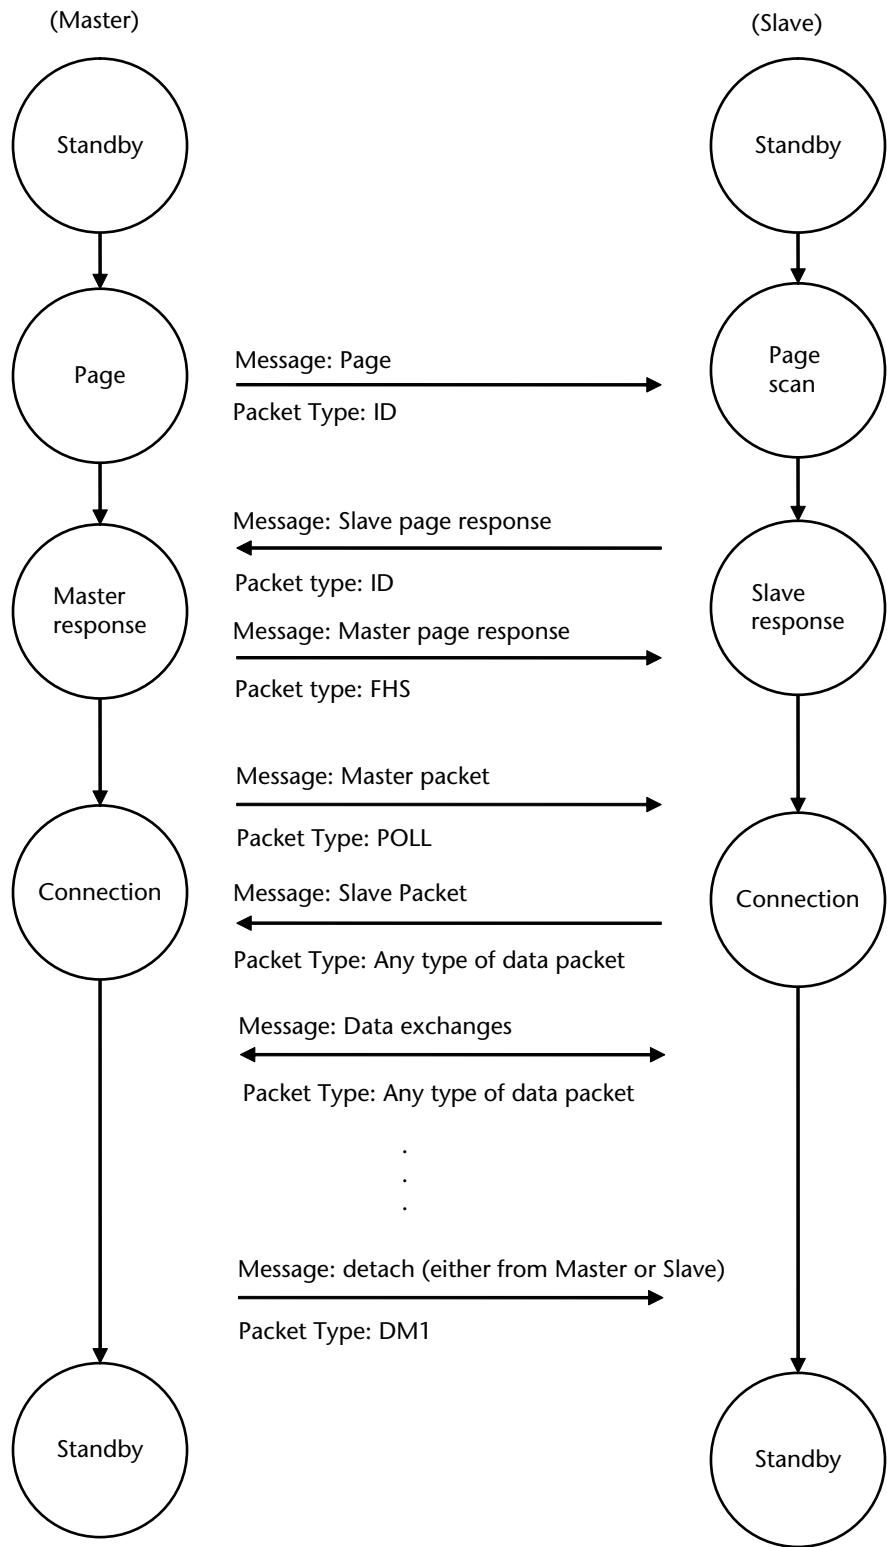 (Master)
(Slave)
Standby
Standby
Page
Message: Page
Packet Type: ID
Page
scan
Message: Slave page response
Packet type: ID
Master
response
Slave
response
Message: Master page response
Packet type: FHS
Message: Master packet
Packet Type: POLL
Connection
Connection
Message: Slave Packet
Packet Type: Any type of data packet
Message: Data exchanges
Packet Type: Any type of data packet
.
.
.
Message: detach (either from Master or Slave)
Packet Type: DM1
Standby
Standby